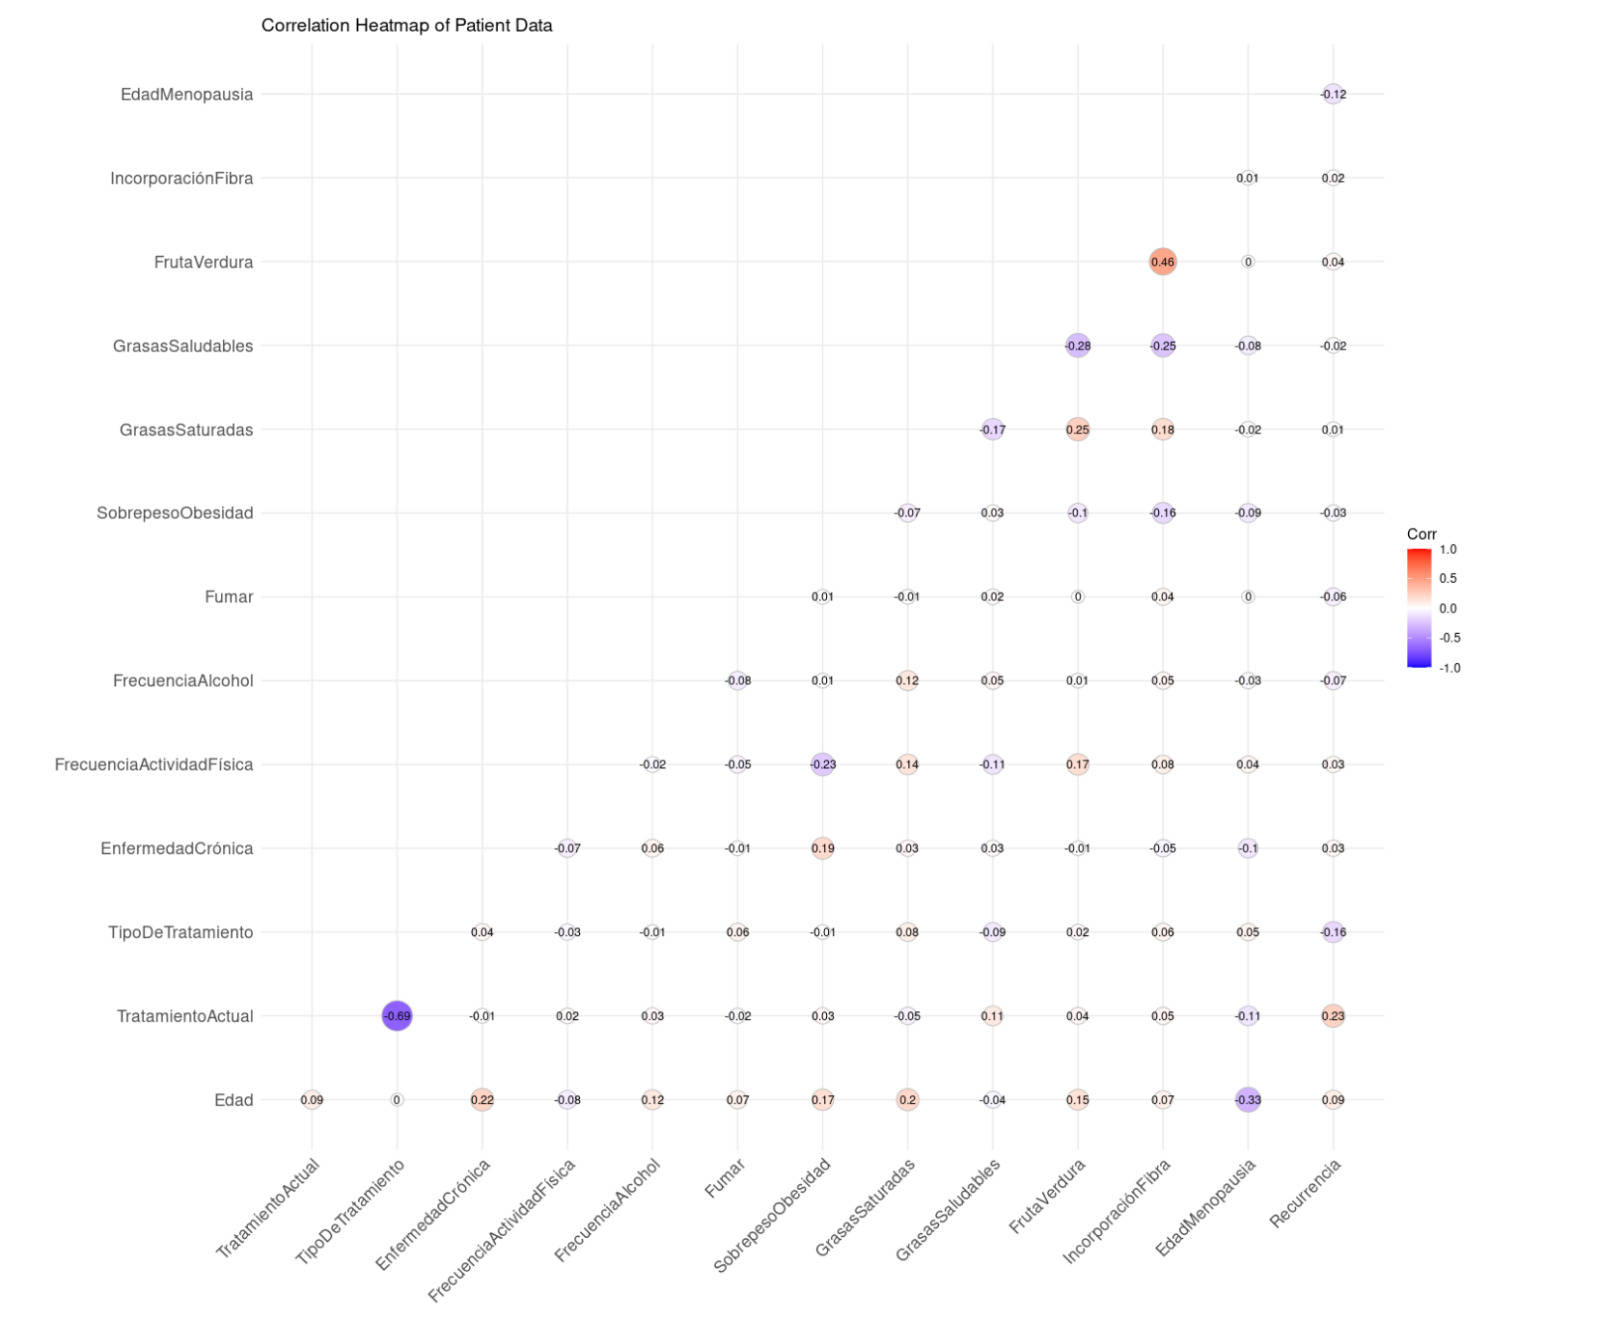 Correlation Heatmap of Patient Data
EdadMenopausia -0.12
IncorporaciónFibra 0.01 0.02
FrutaVerdura 0.46 0 0.04
GrasasSaludables -0.28 -0.25 -0.08 -0.02
GrasasSaturadas -0.17 0.25 0.18 -0.02 0.01
SobrepesoObesidad -0.07 0.03 -0.1 -0.16 -0.09 -0.03
Fumar 0.01 -0.01 0.02 0 0.04 0 -0.06
FrecuenciaAlcohol -0.08 0.01 0.12 0.05 0.01 0.05 -0.03 -0.07
FrecuenciaActividadFísica -0.02 -0.05 -0.23 0.14 -0.11 0.17 0.08 0.04 0.03
EnfermedadCrónica -0.07 0.06 -0.01 0.19 0.03 0.03 -0.01 -0.05 -0.1 0.03
TipoDeTratamiento 0.04 -0.03 -0.01 0.06 -0.01 0.08 -0.09 0.02 0.06 0.05 -0.16
TratamientoActual -0.69 -0.01 0.02 0.03 -0.02 0.03 -0.05 0.11 0.04 0.05 -0.11 0.23
Edad 0.09 0 0.22 -0.08 0.12 0.07 0.17 0.2 -0.04 0.15 0.07 -0.33 0.09
TratamientoActual
TipoDeTratamiento
EnfermedadCrónica
FrecuenciaActividadFísica
FrecuenciaAlcohol
Fumar
SobrepesoObesidad
GrasasSaturadas
GrasasSaludables
FrutaVerdura
IncorporaciónFibra
EdadMenopausia
Recurrencia
Corr
1.0
0.5
0.0
-0.5
-1.0